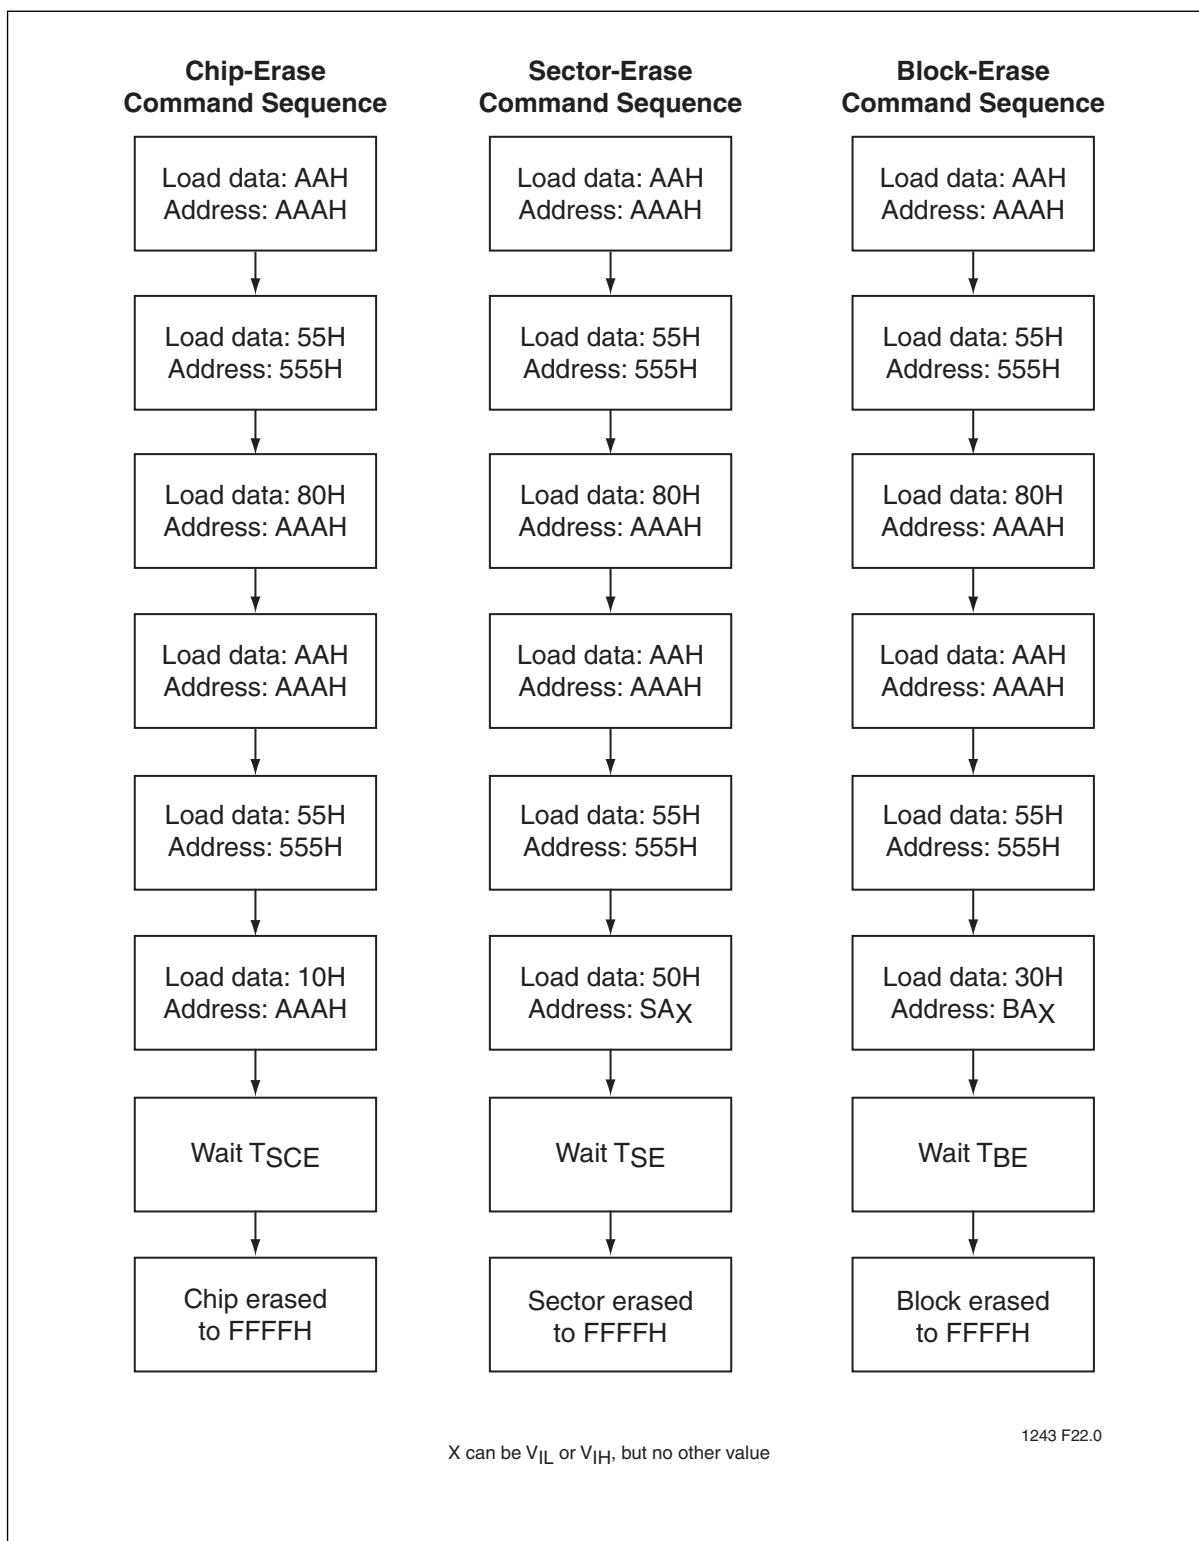 Chip-Erase
Command Sequence
Load data: AAH
Address: AAAH
Load data: 55H
Address: 555H
Load data: 80H
Address: AAAH
Load data: AAH
Address: AAAH
Load data: 55H
Address: 555H
Load data: 10H
Address: AAAH
Wait TSCE
Chip erased
to FFFFH
Sector-Erase
Command Sequence
Load data: AAH
Address: AAAH
Load data: 55H
Address: 555H
Load data: 80H
Address: AAAH
Load data: AAH
Address: AAAH
Load data: 55H
Address: 555H
Load data: 50H
Address: SAX
Wait TSE
Sector erased
to FFFFH
Block-Erase
Command Sequence
Load data: AAH
Address: AAAH
Load data: 55H
Address: 555H
Load data: 80H
Address: AAAH
Load data: AAH
Address: AAAH
Load data: 55H
Address: 555H
Load data: 30H
Address: BAX
Wait TBE
Block erased
to FFFFH
1243 F22.0
X can be VIL or VIH, but no other value